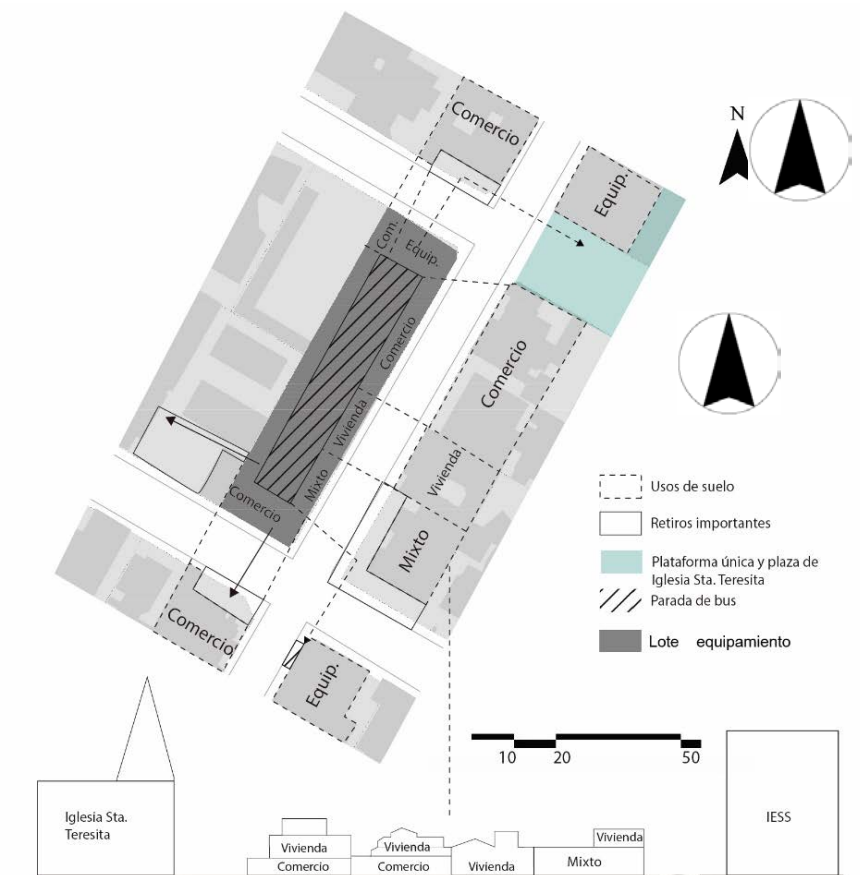 Comercio
N
Equip.
Com.
Equip.
Comercio
Comercio
Vivienda
Vivienda
Mixto
Comercio
Mixto
Comercio
Equip.
Usos de suelo
Retiros importantes
Plataforma única y plaza de
Iglesia Sta. Teresita
Parada de bus
Lote equipamiento
10 20 50
Iglesia Sta.
Teresita
Vivienda
Comercio
Vivienda
Comercio
Vivienda
Vivienda
Mixto
IESS